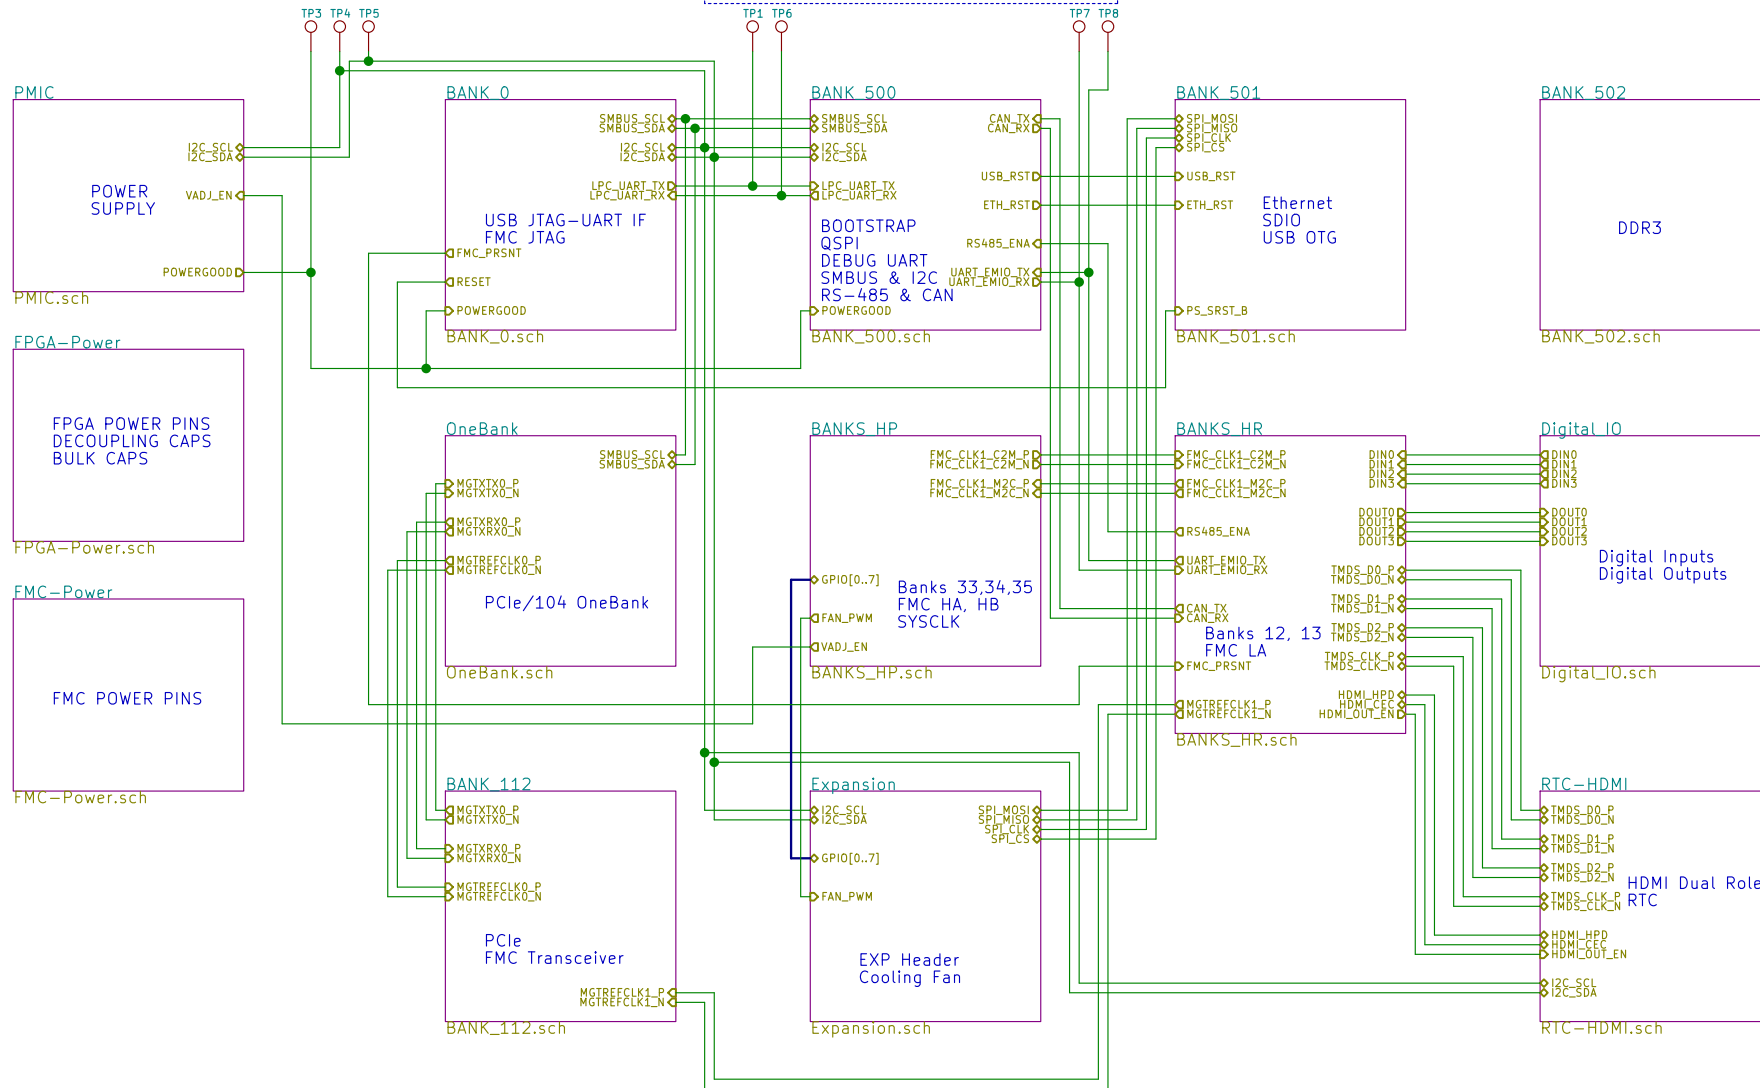 TP3
TP4
TP5
TP1
TP6
TP7
TP8
PMIC
I2C_SCL
I2C_SDA
VADJ_EN
POWER
SUPPLY
POWERGOOD
PMIC.sch
BANK_0
SMBUS_SCL
SMBUS_SDA
I2C_SCL
I2C_SDA
LPC_UART_TX
LPC_UART_RX
USB JTAG-UART IF
FMC JTAG
FMC_PRSNT
RESET
POWERGOOD
BANK_0.sch
BANK_500
SMBUS_SCL
SMBUS_SDA
I2C_SCL
I2C_SDA
LPC_UART_TX
LPC_UART_RX
CAN_TX
CAN_RX
USB_RST
ETH_RST
RS485_ENA
UART_EMIO_TX
UART_EMIO_RX
BOOTSTRAP
QSPI
DEBUG UART
SMBUS & I2C
RS-485 & CAN
POWERGOOD
BANK_500.sch
BANK_501
SPI_MOSI
SPI_MISO
SPI_CLK
SPI_CS
USB_RST
ETH_RST
Ethernet
SDIO
USB OTG
PS_SRST_B
BANK_501.sch
BANK_502
DDR3
BANK_502.sch
FPGA-Power
FPGA POWER PINS
DECOUPLING CAPS
BULK CAPS
FPGA-Power.sch
OneBank
SMBUS_SCL
SMBUS_SDA
MGTXTX0_P
MGTXTX0_N
MGTXRX0_P
MGTXRX0_N
MGTREFCLK0_P
MGTREFCLK0_N
PCIe/104 OneBank
OneBank.sch
BANKS_HP
FMC_CLK1_C2M_P
FMC_CLK1_C2M_N
FMC_CLK1_M2C_P
FMC_CLK1_M2C_N
GPIO[0..7]
FAN_PWM
VADJ_EN
Banks 33,34,35
FMC HA, HB
SYSCLK
BANKS_HP.sch
BANKS_HR
FMC_CLK1_C2M_P
FMC_CLK1_C2M_N
FMC_CLK1_M2C_P
FMC_CLK1_M2C_N
RS485_ENA
UART_EMIO_TX
UART_EMIO_RX
CAN_TX
CAN_RX
Banks 12, 13
FMC LA
FMC_PRSNT
MGTREFCLK1_P
MGTREFCLK1_N
DIN0
DIN1
DIN2
DIN3
DOUT0
DOUT1
DOUT2
DOUT3
TMDS_D0_P
TMDS_D0_N
TMDS_D1_P
TMDS_D1_N
TMDS_D2_P
TMDS_D2_N
TMDS_CLK_P
TMDS_CLK_N
HDMI_HPD
HDMI_CEC
HDMI_OUT_EN
BANKS_HR.sch
Digital_IO
DIN0
DIN1
DIN2
DIN3
DOUT0
DOUT1
DOUT2
DOUT3
Digital Inputs
Digital Outputs
Digital_IO.sch
FMC-Power
FMC POWER PINS
FMC-Power.sch
BANK_112
MGTXTX0_P
MGTXTX0_N
MGTXRX0_P
MGTXRX0_N
MGTREFCLK0_P
MGTREFCLK0_N
PCIe
FMC Transceiver
MGTREFCLK1_P
MGTREFCLK1_N
BANK_112.sch
Expansion
I2C_SCL
I2C_SDA
GPIO[0..7]
FAN_PWM
SPI_MOSI
SPI_MISO
SPI_CLK
SPI_CS
EXP Header
Cooling Fan
Expansion.sch
RTC-HDMI
TMDS_D0_P
TMDS_D0_N
TMDS_D1_P
TMDS_D1_N
TMDS_D2_P
TMDS_D2_N
TMDS_CLK_P
TMDS_CLK_N
HDMI Dual Role
RTC
HDMI_HPD
HDMI_CEC
HDMI_OUT_EN
I2C_SCL
I2C_SDA
RTC-HDMI.sch